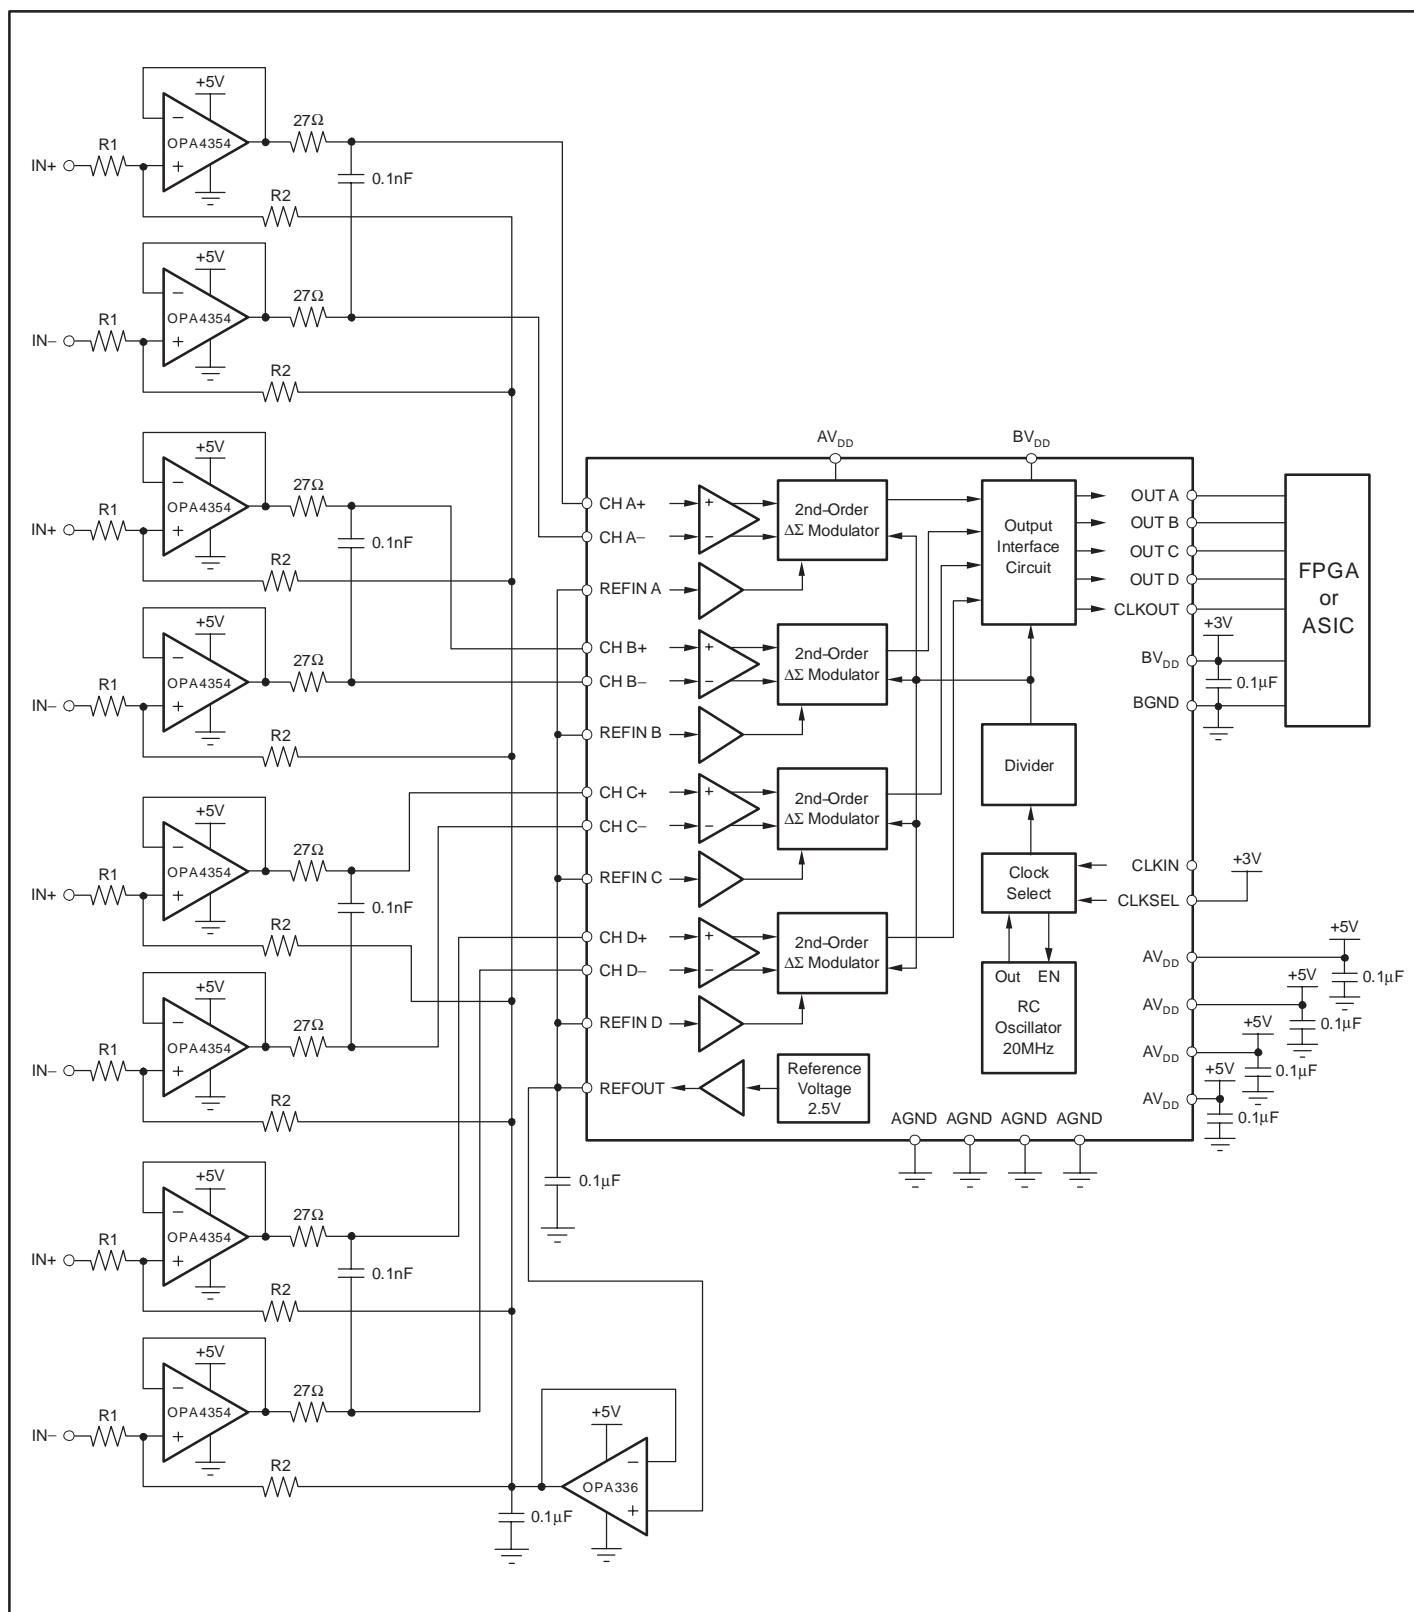 +5V
−
OPA4354
+
R1
IN+
27Ω
0.1nF
R2
+5V
−
OPA4354
+
R1
IN−
27Ω
R2
+5V
−
OPA4354
+
R1
IN+
27Ω
0.1nF
R2
+5V
−
OPA4354
+
R1
IN−
27Ω
R2
+5V
−
OPA4354
+
R1
IN+
27Ω
0.1nF
R2
+5V
−
OPA4354
+
R1
IN−
27Ω
R2
+5V
−
OPA4354
+
R1
IN+
27Ω
0.1nF
R2
+5V
−
OPA4354
+
R1
IN−
27Ω
R2
+5V
−
OPA336
+
0.1µF
0.1µF
AVDD
BVDD
CH A+
CH A−
REFIN A
+
−
2nd-Order
ΔΣ Modulator
CH B+
CH B−
REFIN B
+
−
2nd-Order
ΔΣ Modulator
CH C+
CH C−
REFIN C
+
−
2nd-Order
ΔΣ Modulator
CH D+
CH D−
REFIN D
+
−
2nd-Order
ΔΣ Modulator
REFOUT
Reference
Voltage
2.5V
Output
Interface
Circuit
Divider
Clock
Select
Out EN
RC
Oscillator
20MHz
OUT A
OUT B
OUT C
OUT D
CLKOUT
BVDD
BGND
+3V
0.1µF
FPGA
or
ASIC
CLKIN
CLKSEL
+3V
AVDD
+5V
0.1µF
AVDD
+5V
0.1µF
AVDD
+5V
0.1µF
AVDD
+5V
0.1µF
AGND AGND AGND AGND